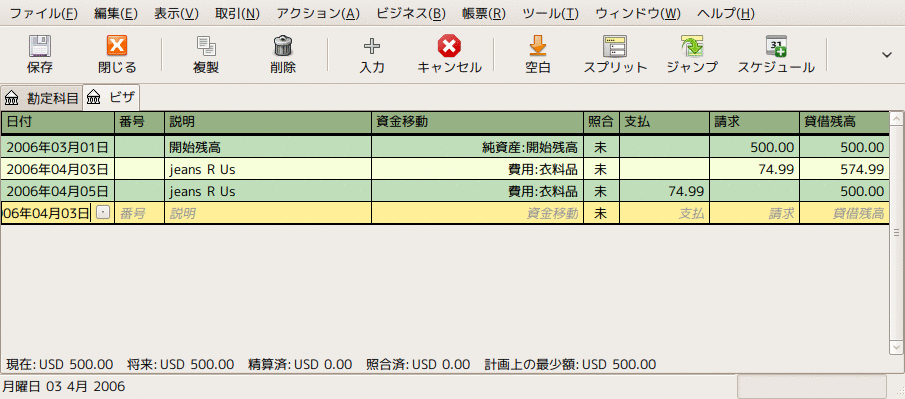 ファイル(F) 編集(E) 表示(V) 取引(N) アクション(A) ビジネス(B) 帳票(R) ツール(T) ウィンドウ(W) ヘルプ(H)
保存 閉じる 複製 削除 入力 キャンセル 空白 スプリット ジャンプ スケジュール
勘定科目 ビザ
日付 番号 説明 資金移動 照合 支払 請求 貸借残高
2006年03月01日 開始残高 純資産:開始残高 未 500.00 500.00
2006年04月03日 jeans R Us 費用:衣料品 未 74.99 574.99
2006年04月05日 jeans R Us 費用:衣料品 未 74.99 500.00
06年04月03日 番号 説明 資金移動 未 支払 請求 貸借残高
現在: USD 500.00 将来: USD 500.00 精算済: USD 0.00 照合済: USD 0.00 計画上の最少額: USD 500.00
月曜日 03 4月 2006